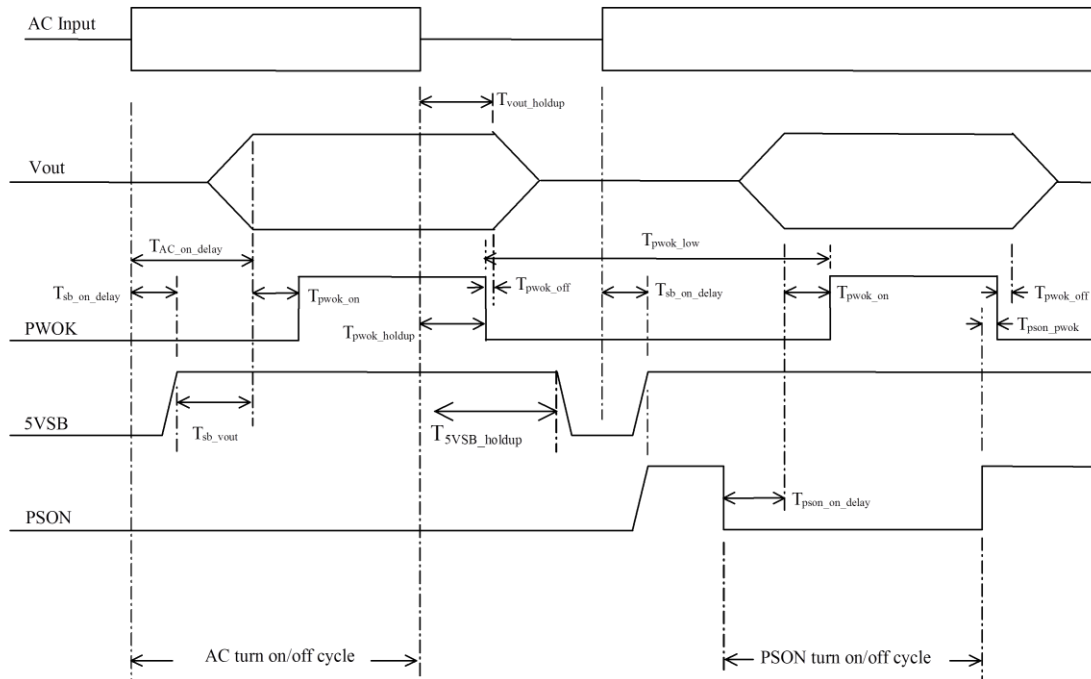 AC Input
T_vout_holdup
Vout
T_AC_on_delay
T_pwok_low
T_sb_on_delay
T_pwok_on
T_pwok_off
T_sb_on_delay
T_pwok_on
T_pwok_off
PWOK
T_pwok_holdup
T_pson_pwok
5VSB
T_sb_vout
T_5VSB_holdup
PSON
T_pson_on_delay
AC turn on/off cycle
PSON turn on/off cycle